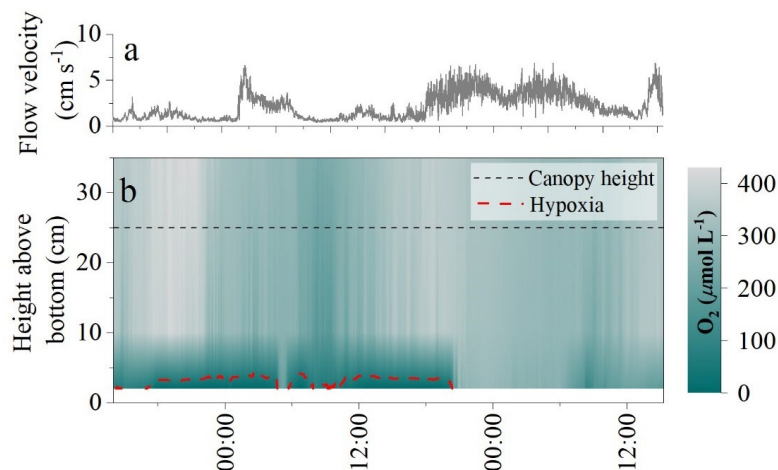 a
Flow velocity
(cm s⁻¹)
10
5
0
b
Height above
bottom (cm)
30
20
10
0
Canopy height
Hypoxia
00:00
12:00
00:00
12:00
O₂ (μmol L⁻¹)
400
300
200
100
0